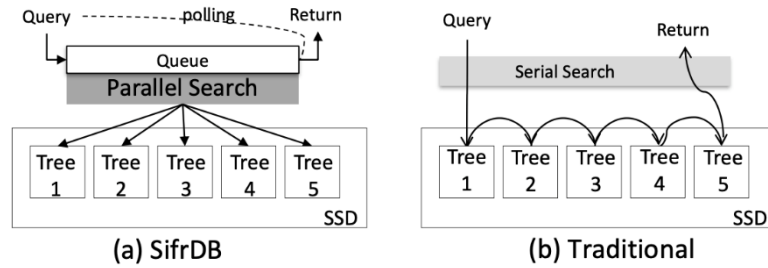 Query
polling
Return
Queue
Parallel Search
Tree 1
Tree 2
Tree 3
Tree 4
Tree 5
SSD
(a) SifrDB
Query
Return
Serial Search
Tree 1
Tree 2
Tree 3
Tree 4
Tree 5
SSD
(b) Traditional